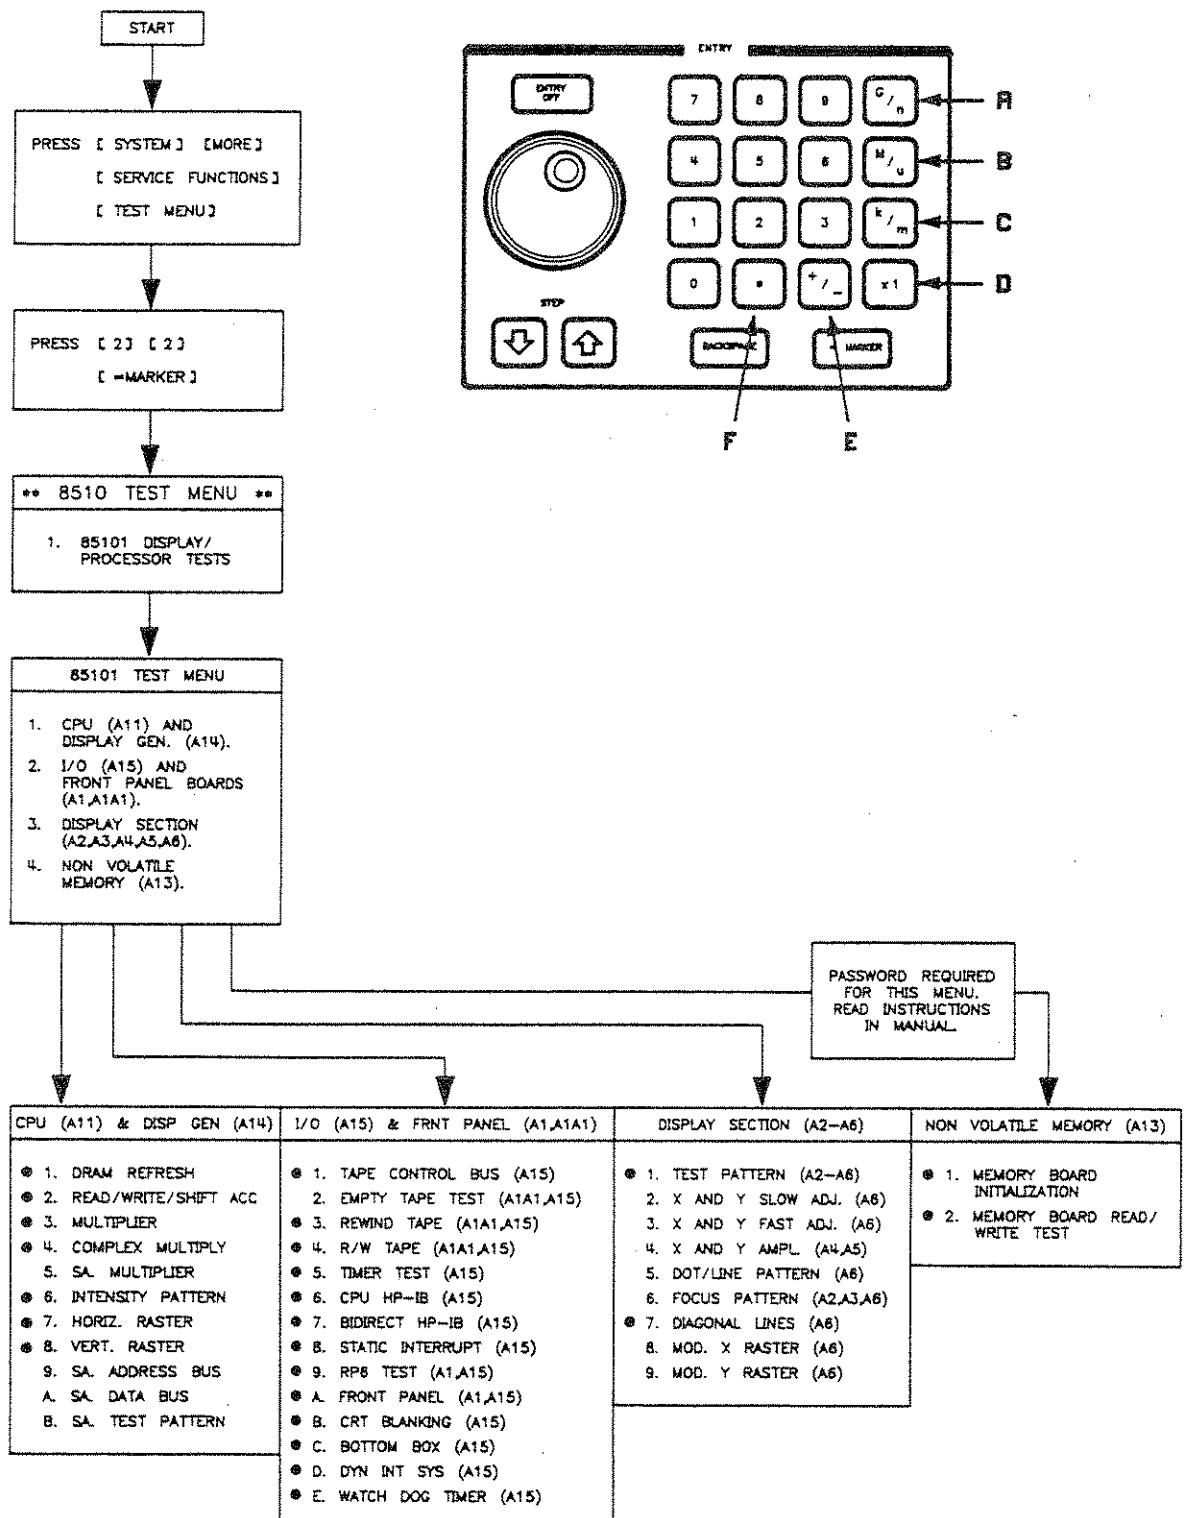 START
PRESS [ SYSTEM ] [MORE]
[ SERVICE FUNCTIONS ]
[ TEST MENU ]
PRESS [ 2 ] [ 2 ]
[ =MARKER ]
** 8510 TEST MENU **
1. 85101 DISPLAY/
PROCESSOR TESTS
85101 TEST MENU
1. CPU (A11) AND
DISPLAY GEN. (A14).
2. I/O (A15) AND
FRONT PANEL BOARDS
(A1,A1A1).
3. DISPLAY SECTION
(A2,A3,A4,A5,A6).
4. NON VOLATILE
MEMORY (A13).
ENTRY
ENTRY
OFF
7 8 9 G/n
A
4 5 6 M/u
B
1 2 3 k/m
C
0 • +/- x1
D
STEP
BACKSPACE
= MARKER
F
E
PASSWORD REQUIRED
FOR THIS MENU.
READ INSTRUCTIONS
IN MANUAL.
CPU (A11) & DISP GEN (A14)
● 1. DRAM REFRESH
● 2. READ/WRITE/SHIFT ACC
● 3. MULTIPLIER
● 4. COMPLEX MULTIPLY
5. SA. MULTIPLIER
● 6. INTENSITY PATTERN
● 7. HORIZ. RASTER
● 8. VERT. RASTER
9. SA. ADDRESS BUS
A. SA. DATA BUS
B. SA. TEST PATTERN
I/O (A15) & FRNT PANEL (A1,A1A1)
● 1. TAPE CONTROL BUS (A15)
2. EMPTY TAPE TEST (A1A1,A15)
● 3. REWIND TAPE (A1A1,A15)
● 4. R/W TAPE (A1A1,A15)
● 5. TIMER TEST (A15)
● 6. CPU HP-IB (A15)
● 7. BIDIRECT HP-IB (A15)
● 8. STATIC INTERRUPT (A15)
● 9. RP6 TEST (A1,A15)
● A. FRONT PANEL (A1,A15)
● B. CRT BLANKING (A15)
● C. BOTTOM BOX (A15)
● D. DYN INT SYS (A15)
● E. WATCH DOG TIMER (A15)
DISPLAY SECTION (A2-A6)
● 1. TEST PATTERN (A2-A6)
2. X AND Y SLOW ADJ. (A6)
3. X AND Y FAST ADJ. (A6)
4. X AND Y AMPL. (A4,A5)
5. DOT/LINE PATTERN (A6)
6. FOCUS PATTERN (A2,A3,A6)
● 7. DIAGONAL LINES (A6)
8. MOD. X RASTER (A6)
9. MOD. Y RASTER (A6)
NON VOLATILE MEMORY (A13)
● 1. MEMORY BOARD
INITIALIZATION
● 2. MEMORY BOARD READ/
WRITE TEST